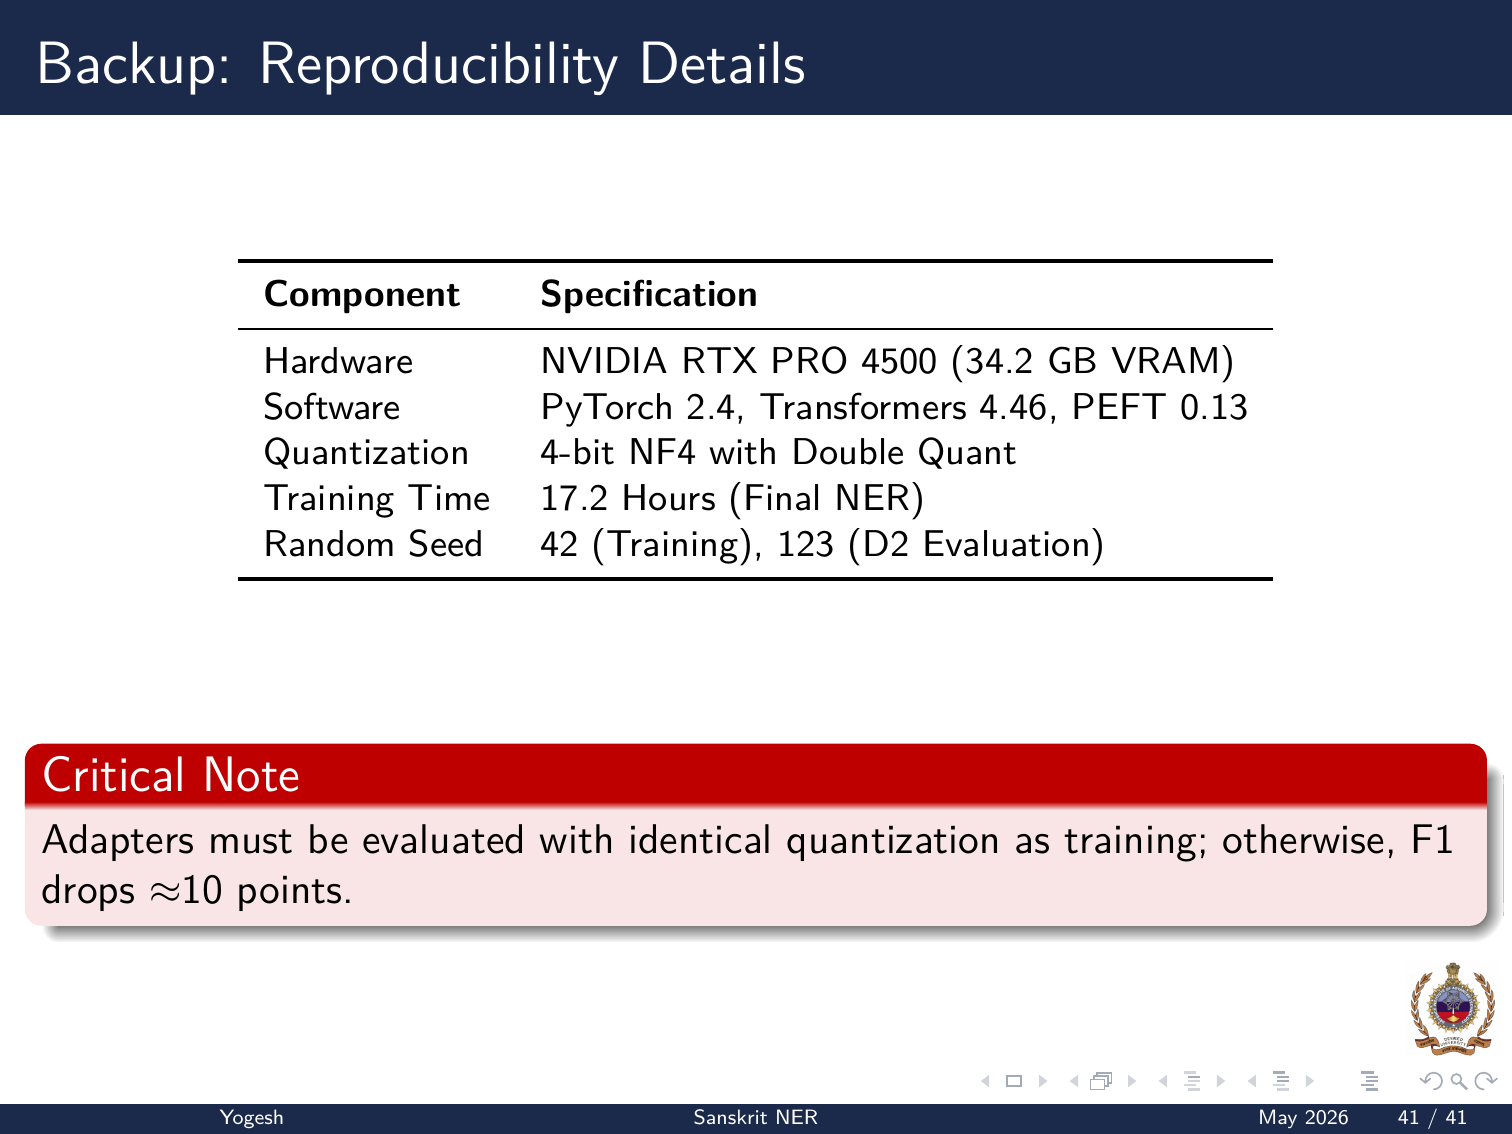 Backup: Reproducibility Details
Component Specification
Hardware NVIDIA RTX PRO 4500 (34.2 GB VRAM)
Software PyTorch 2.4, Transformers 4.46, PEFT 0.13
Quantization 4-bit NF4 with Double Quant
Training Time 17.2 Hours (Final NER)
Random Seed 42 (Training), 123 (D2 Evaluation)
Critical Note
Adapters must be evaluated with identical quantization as training; otherwise, F1
drops ≈10 points.
Yogesh Sanskrit NER May 2026 41 / 41